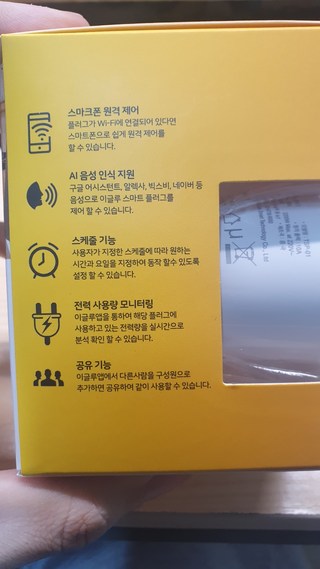 스마크폰 원격 제어
플러그가 Wi-Fi에 연결되어 있다면
스마트폰으로 쉽게 원격 제어를
할 수 있습니다.
AI 음성 인식 지원
구글 어시스턴트, 알렉사, 빅스비, 네이버 등
음성으로 이글루 스마트 플러그를
제어 할 수 있습니다.
스케줄 기능
사용자가 지정한 스케줄에 따라 원하는
시간과 요일을 지정하여 동작 할수 있도록
설정 할 수 있습니다.
전력 사용량 모니터링
이글루앱을 통하여 해당 플러그에
사용하고 있는 전력량을 실시간으로
분석 확인 할 수 있습니다.
공유 기능
이글루앱에서 다른사람을 구성원으로
추가하면 공유하여 같이 사용할 수 있습니다.